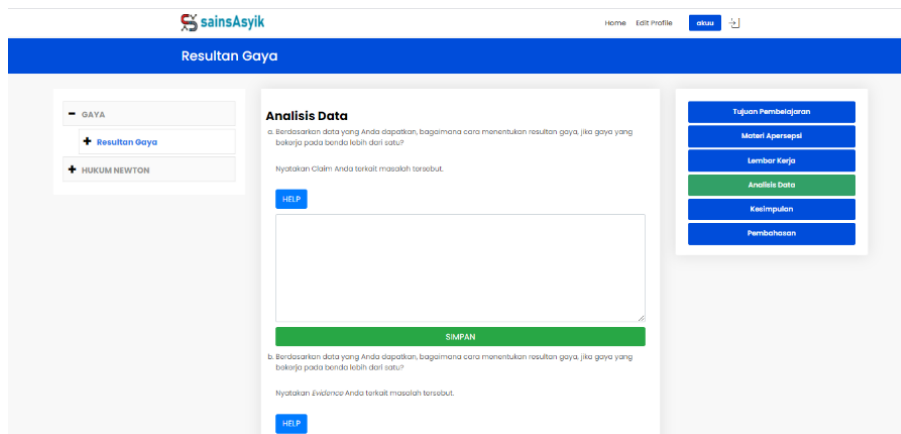 sainsAsyik
Home Edit Profile akuu
Resultan Gaya
GAYA
Resultan Gaya
HUKUM NEWTON
Analisis Data
a. Berdasarkan data yang Anda dapatkan, bagaimana cara menentukan resultan gaya, jika gaya yang
bekerja pada benda lebih dari satu?
Nyatakan Claim Anda terkait masalah tersebut.
HELP
SIMPAN
b. Berdasarkan data yang Anda dapatkan, bagaimana cara menentukan resultan gaya, jika gaya yang
bekerja pada benda lebih dari satu?
Nyatakan Evidence Anda terkait masalah tersebut.
HELP
Tujuan Pembelajaran
Materi Apersepsi
Lembar Kerja
Analisis Data
Kesimpulan
Pembahasan